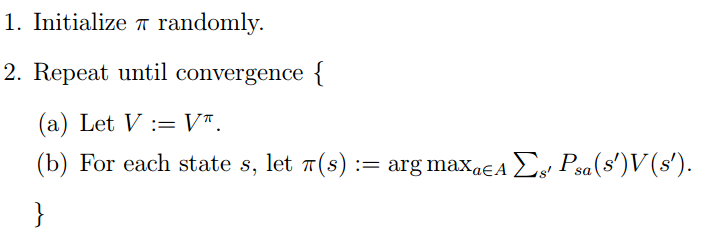 1. Initialize π randomly.
2. Repeat until convergence {
(a) Let V := V^π.
(b) For each state s, let π(s) := arg max_{a∈A} ∑_{s′} P_{sa}(s′)V(s′).
}